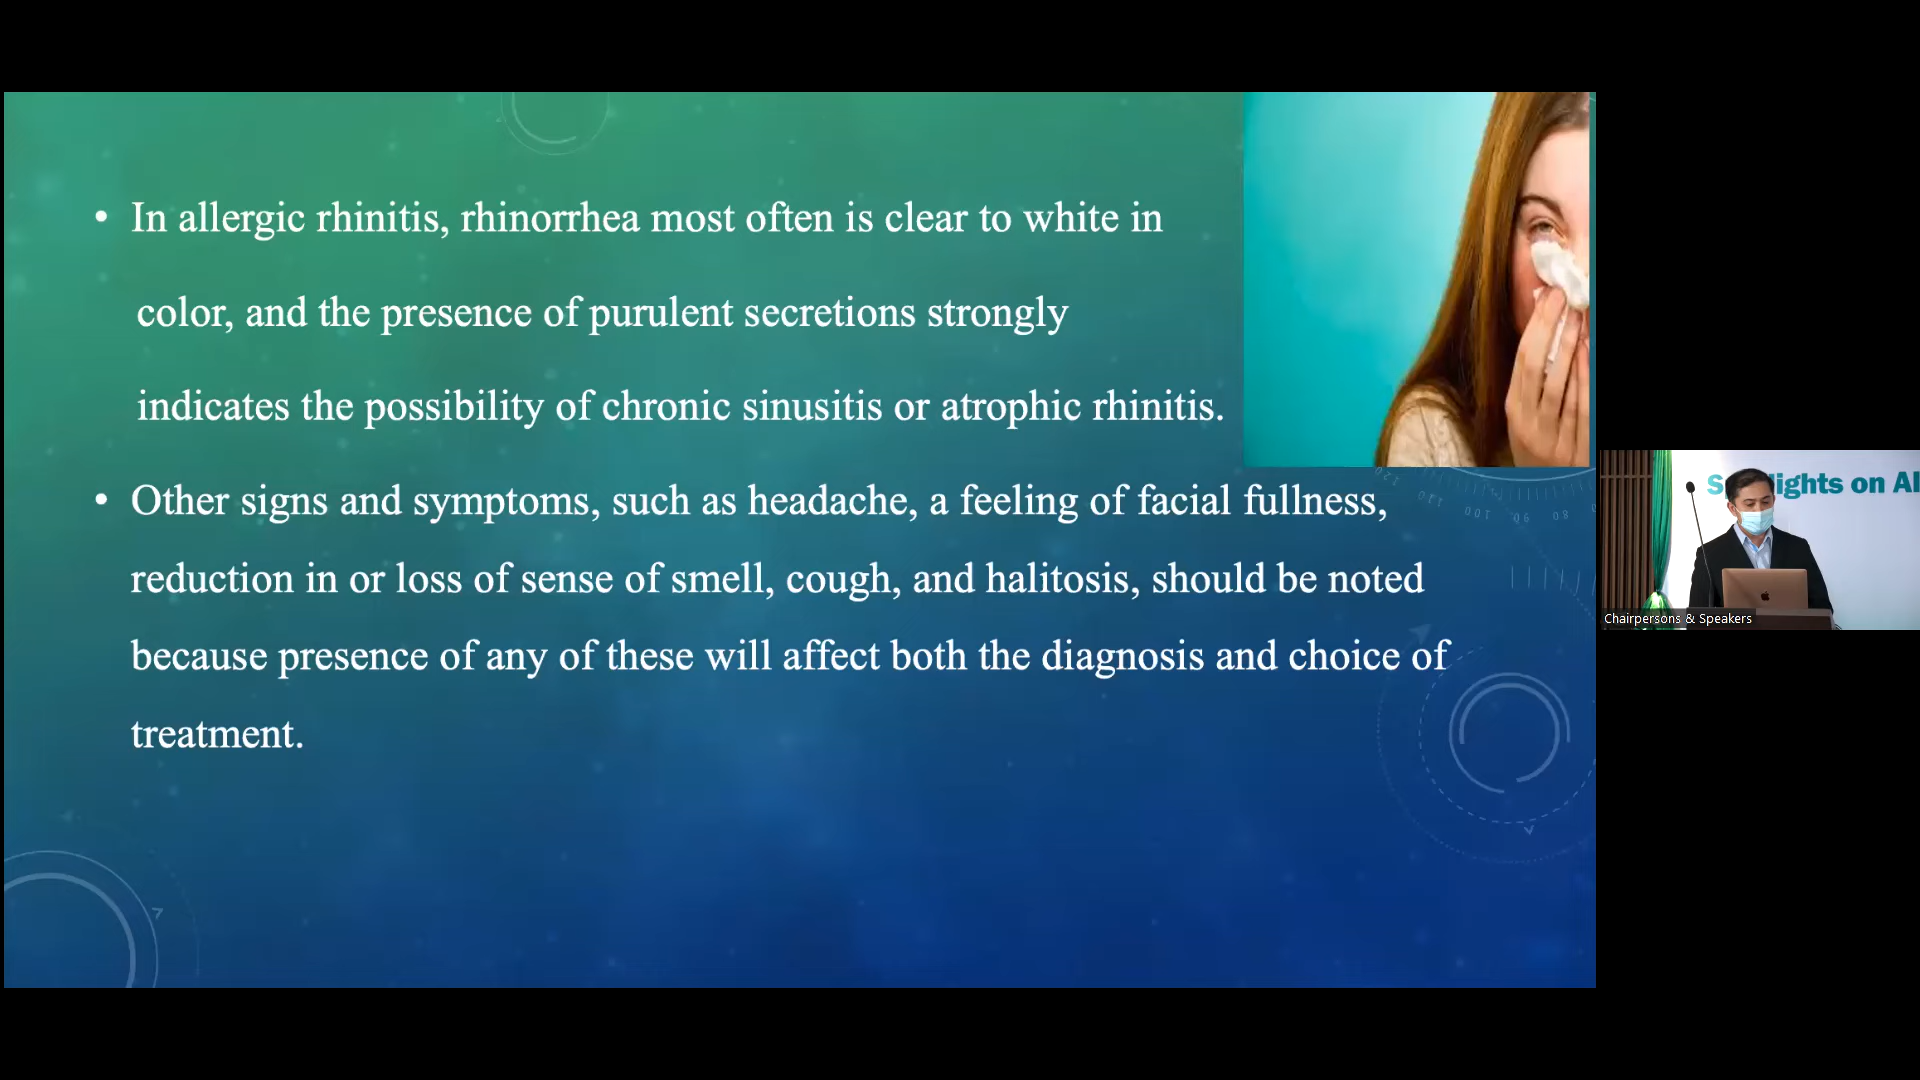 • In allergic rhinitis, rhinorrhea most often is clear to white in
color, and the presence of purulent secretions strongly
indicates the possibility of chronic sinusitis or atrophic rhinitis.
• Other signs and symptoms, such as headache, a feeling of facial fullness,
reduction in or loss of sense of smell, cough, and halitosis, should be noted
because presence of any of these will affect both the diagnosis and choice of
treatment.
ights on Al
Chairpersons & Speakers